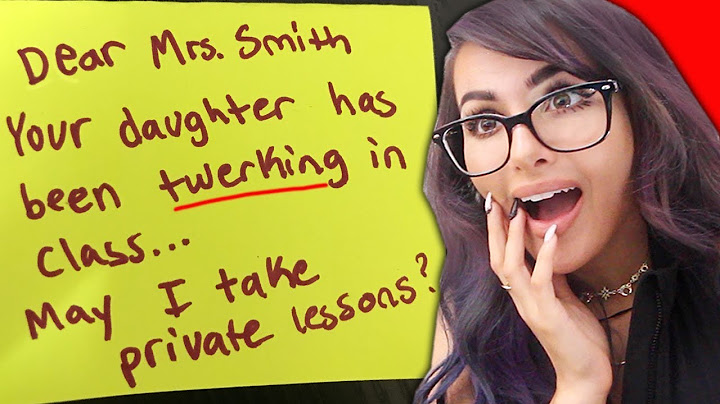 Dear Mrs. Smith
Your daughter has
been twerking in
class...
May I take
private lessons?